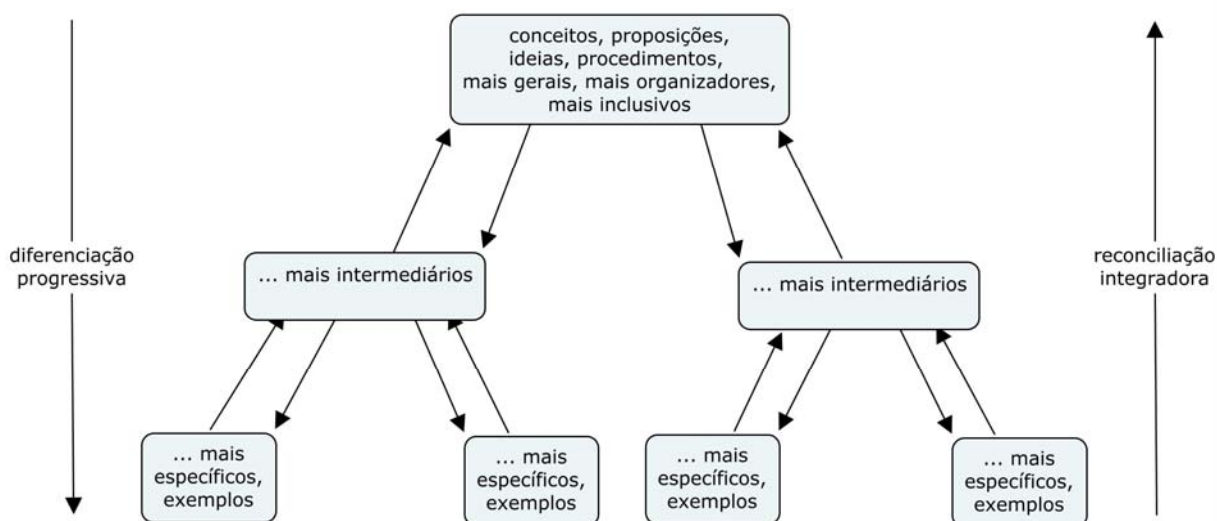 conceitos, proposições,
ideias, procedimentos,
mais gerais, mais organizadores,
mais inclusivos
diferenciação
progressiva
... mais intermediários
... mais intermediários
reconciliação
integradora
... mais
específicos,
exemplos
... mais
específicos,
exemplos
... mais
específicos,
exemplos
... mais
específicos,
exemplos